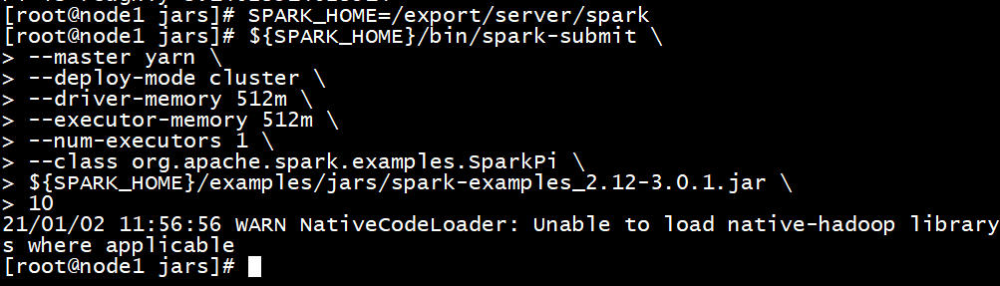 [root@node1 jars]# SPARK_HOME=/export/server/spark
[root@node1 jars]# ${SPARK_HOME}/bin/spark-submit \
> --master yarn \
> --deploy-mode cluster \
> --driver-memory 512m \
> --executor-memory 512m \
> --num-executors 1 \
> --class org.apache.spark.examples.SparkPi \
> ${SPARK_HOME}/examples/jars/spark-examples_2.12-3.0.1.jar \
> 10
21/01/02 11:56:56 WARN NativeCodeLoader: Unable to load native-hadoop library
s where applicable
[root@node1 jars]#